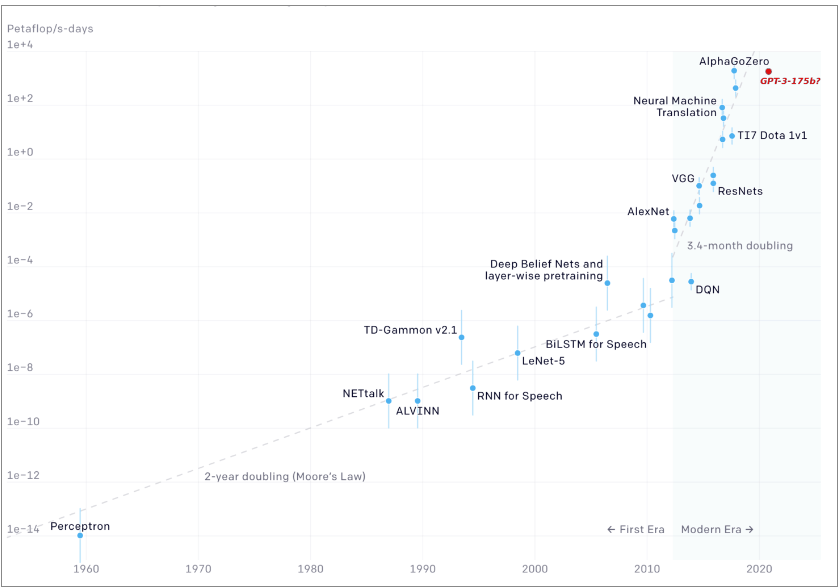 Petaflop/s-days
1e+4
AlphaGoZero
GPT-3-175b?
1e+2
Neural Machine
Translation
TI7 Dota 1v1
1e+0
VGG
ResNets
1e-2
AlexNet
3.4-month doubling
1e-4
Deep Belief Nets and
layer-wise pretraining
DQN
1e-6
TD-Gammon v2.1
BiLSTM for Speech
LeNet-5
1e-8
NETtalk
RNN for Speech
ALVINN
1e-10
1e-12
2-year doubling (Moore's Law)
1e-14
Perceptron
← First Era
Modern Era →
1960
1970
1980
1990
2000
2010
2020